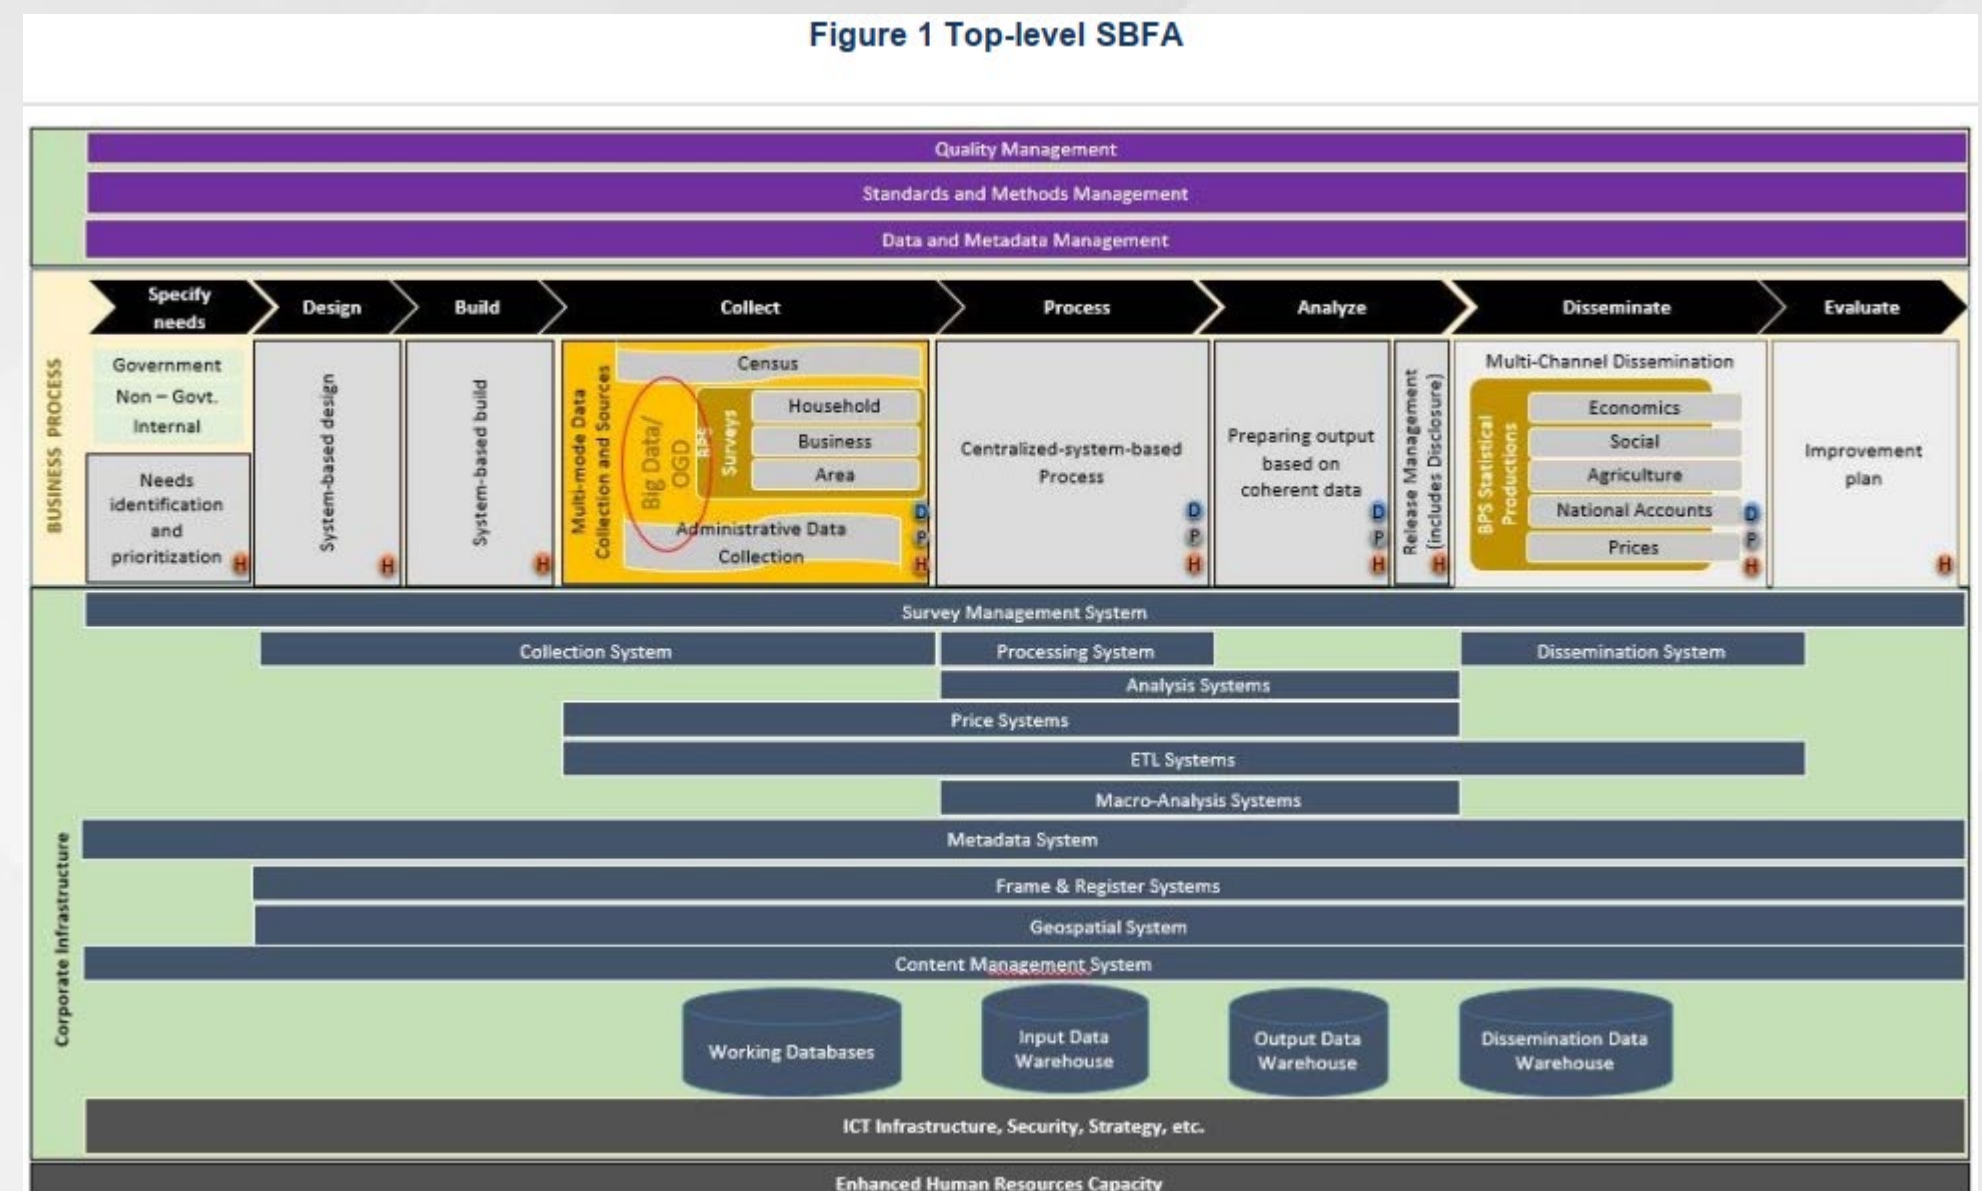 Figure 1 Top-level SBFA
Quality Management
Standards and Methods Management
Data and Metadata Management
BUSINESS PROCESS
Specify
needs
Design
Build
Collect
Process
Analyze
Disseminate
Evaluate
Government
Non – Govt.
Internal
Needs
identification
and
prioritization
H
System-based design
H
System-based build
H
Multi-mode Data
Collection and Sources
Census
Big Data/
OGD
BPS
Surveys
Household
Business
Area
Administrative Data
Collection
D
P
H
Centralized-system-based
Process
D
P
H
Preparing output
based on
coherent data
D
P
H
Release Management
(includes Disclosure)
H
Multi-Channel Dissemination
BPS Statistical
Productions
Economics
Social
Agriculture
National Accounts
Prices
D
P
H
Improvement
plan
H
Corporate Infrastructure
Survey Management System
Collection System
Processing System
Dissemination System
Analysis Systems
Price Systems
ETL Systems
Macro-Analysis Systems
Metadata System
Frame & Register Systems
Geospatial System
Content Management System
Working Databases
Input Data
Warehouse
Output Data
Warehouse
Dissemination Data
Warehouse
ICT Infrastructure, Security, Strategy, etc.
Enhanced Human Resources Capacity